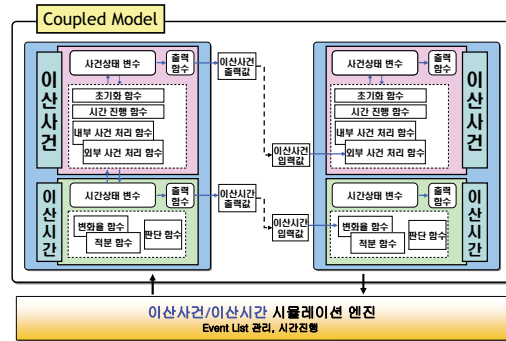 Coupled Model
이산사건
사건상태 변수
출력
함수
초기화 함수
시간 진행 함수
내부 사건 처리 함수
외부 사건 처리 함수
이산시간
시간상태 변수
출력
함수
변화율 함수
적분 함수
판단 함수
이산사건
출력값
이산사건
입력값
이산시간
출력값
이산시간
입력값
사건상태 변수
출력
함수
초기화 함수
시간 진행 함수
내부 사건 처리 함수
외부 사건 처리 함수
이산사건
시간상태 변수
출력
함수
변화율 함수
적분 함수
판단 함수
이산시간
이산사건/이산시간 시뮬레이션 엔진
Event List 관리, 시간진행